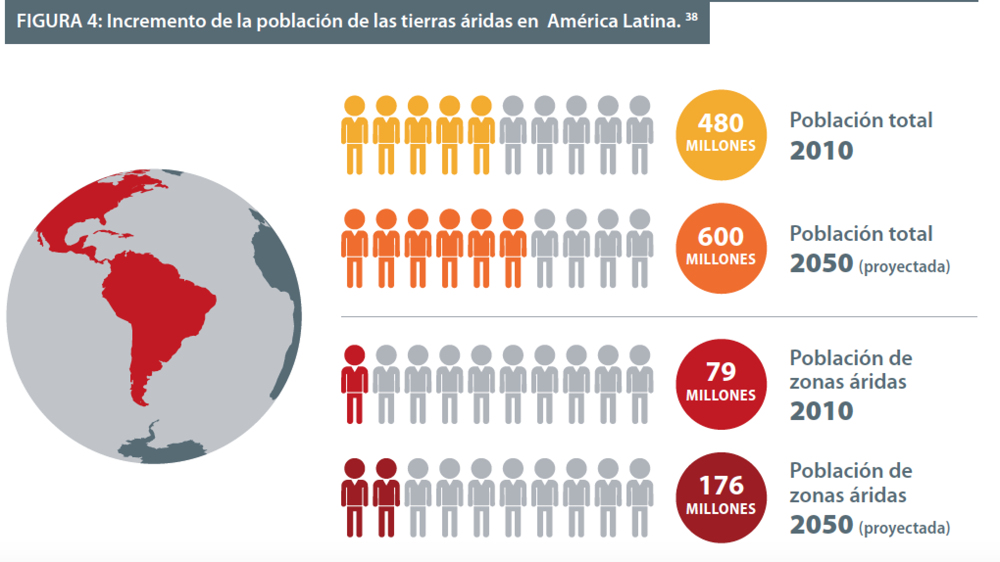 FIGURA 4: Incremento de la población de las tierras áridas en América Latina. 38
480
MILLONES
Población total
2010
600
MILLONES
Población total
2050 (proyectada)
79
MILLONES
Población de
zonas áridas
2010
176
MILLONES
Población de
zonas áridas
2050 (proyectada)